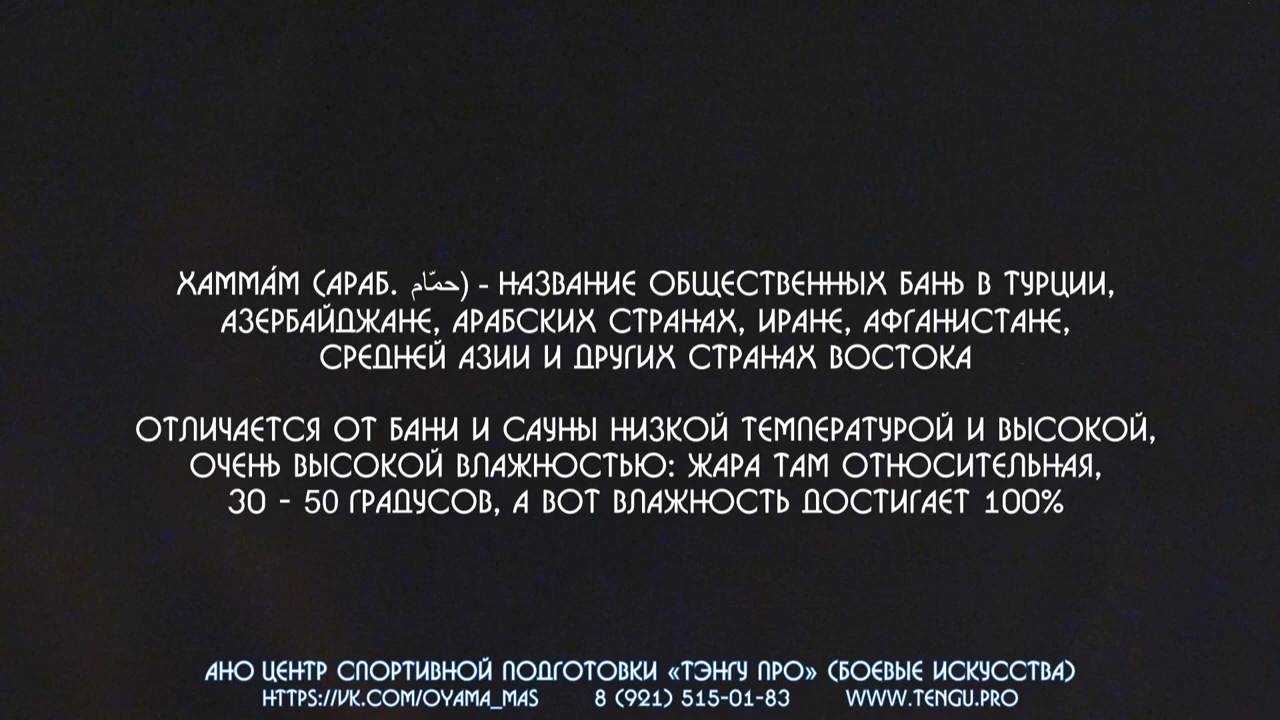 ХАММА́М (АРАБ. حمّام) - НАЗВАНИЕ ОБЩЕСТВЕННЫХ БАНЬ В ТУРЦИИ,
АЗЕРБАЙДЖАНЕ, АРАБСКИХ СТРАНАХ, ИРАНЕ, АФГАНИСТАНЕ,
СРЕДНЕЙ АЗИИ И ДРУГИХ СТРАНАХ ВОСТОКА
ОТЛИЧАЕТСЯ ОТ БАНИ И САУНЫ НИЗКОЙ ТЕМПЕРАТУРОЙ И ВЫСОКОЙ,
ОЧЕНЬ ВЫСОКОЙ ВЛАЖНОСТЬЮ: ЖАРА ТАМ ОТНОСИТЕЛЬНАЯ,
30 - 50 ГРАДУСОВ, А ВОТ ВЛАЖНОСТЬ ДОСТИГАЕТ 100%
АНО ЦЕНТР СПОРТИВНОЙ ПОДГОТОВКИ «ТЭНГУ ПРО» (БОЕВЫЕ ИСКУССТВА)
HTTPS://VK.COM/OYAMA_MAS 8 (921) 515-01-83 WWW.TENGU.PRO